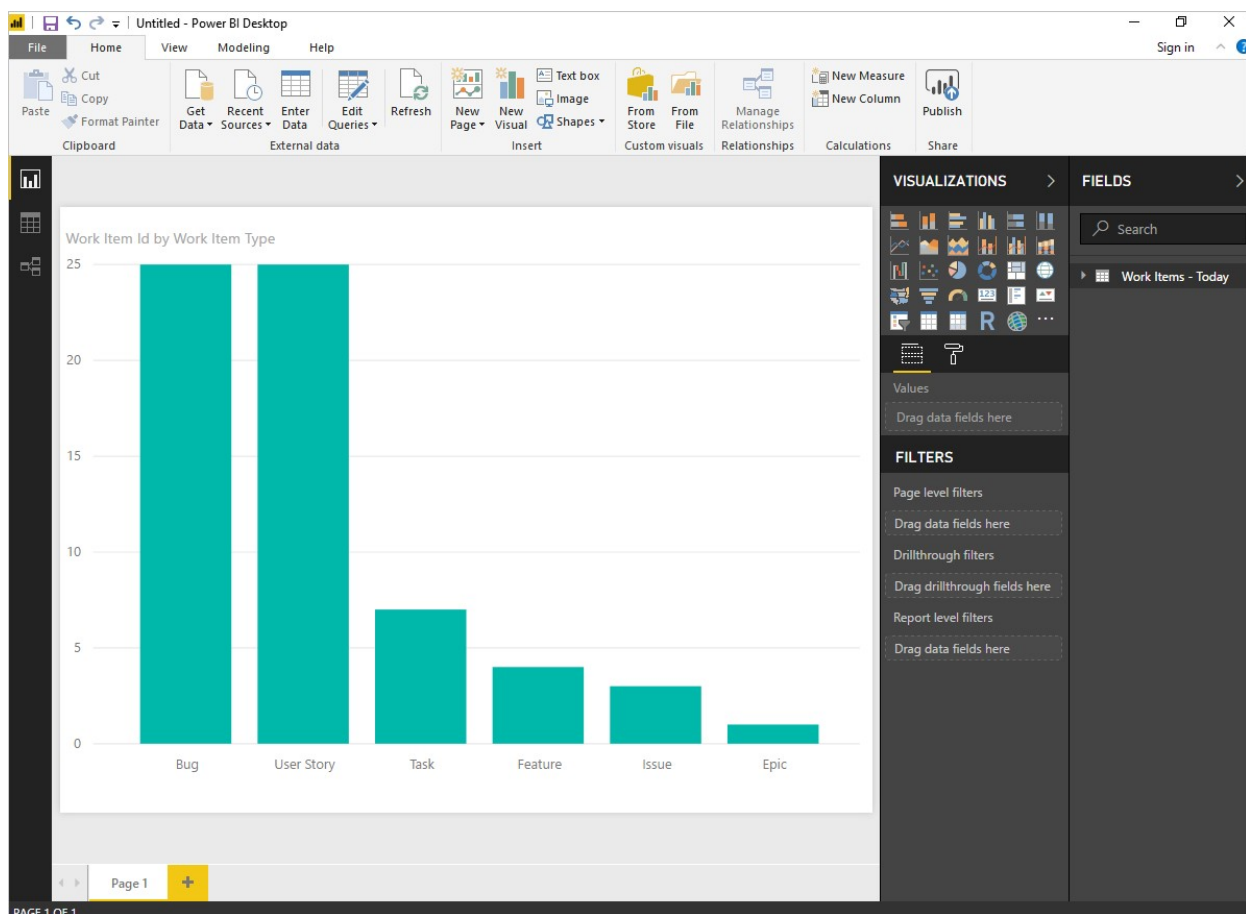 Untitled - Power BI Desktop
File Home View Modeling Help Sign in
Paste
Cut
Copy
Format Painter
Clipboard
Get Data
Recent Sources
Enter Data
Edit Queries
Refresh
External data
New Page
New Visual
Text box
Image
Shapes
Insert
From Store
From File
Custom visuals
Manage Relationships
Relationships
New Measure
New Column
Calculations
Publish
Share
Work Item Id by Work Item Type
25
20
15
10
5
0
Bug User Story Task Feature Issue Epic
VISUALIZATIONS
123
R
Values
Drag data fields here
FILTERS
Page level filters
Drag data fields here
Drillthrough filters
Drag drillthrough fields here
Report level filters
Drag data fields here
FIELDS
Search
Work Items - Today
Page 1
PAGE 1 OF 1